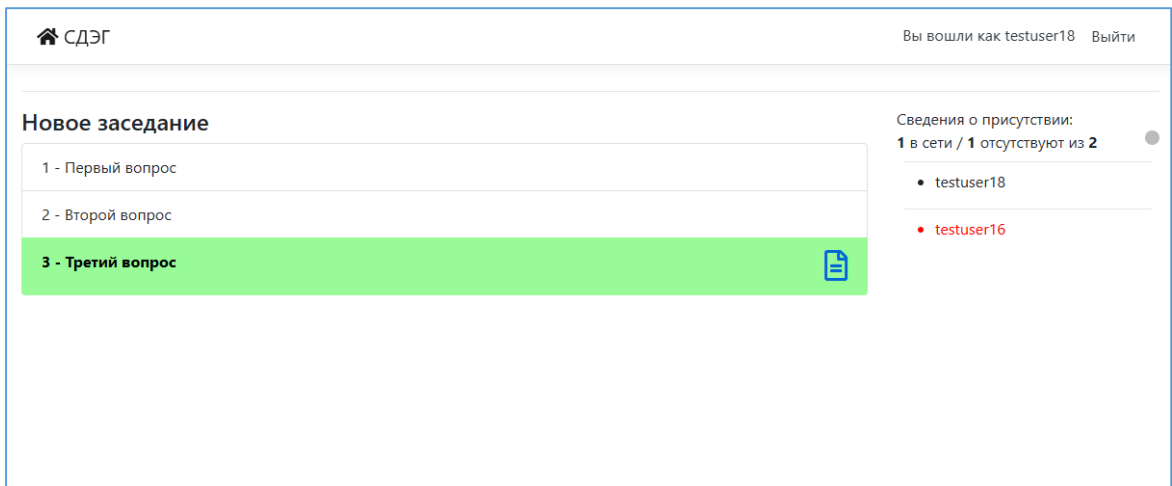 СДЭГ
Вы вошли как testuser18 Выйти
Новое заседание
1 - Первый вопрос
2 - Второй вопрос
3 - Третий вопрос
Сведения о присутствии:
1 в сети / 1 отсутствуют из 2
testuser18
testuser16